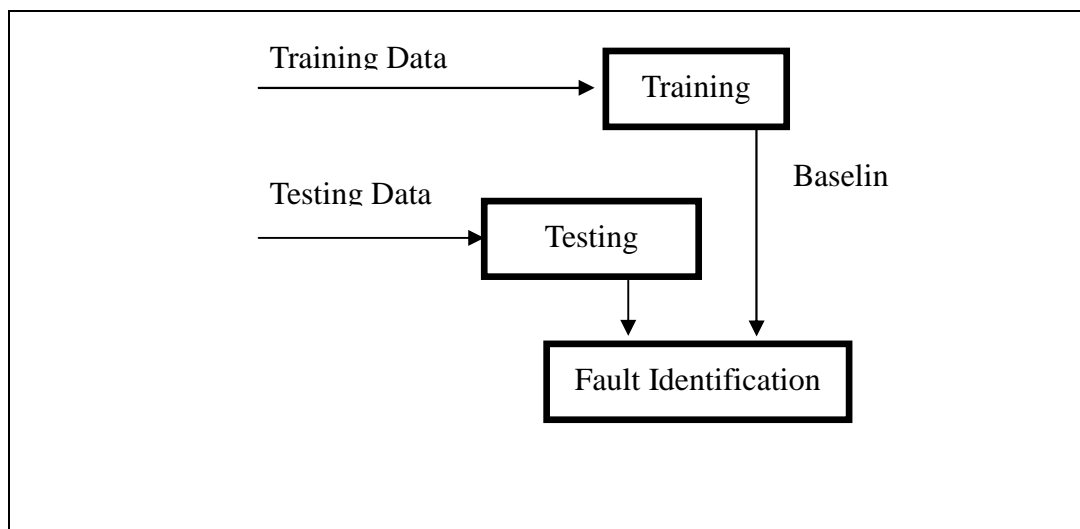 Training Data
Training
Baselin
Testing Data
Testing
Fault Identification